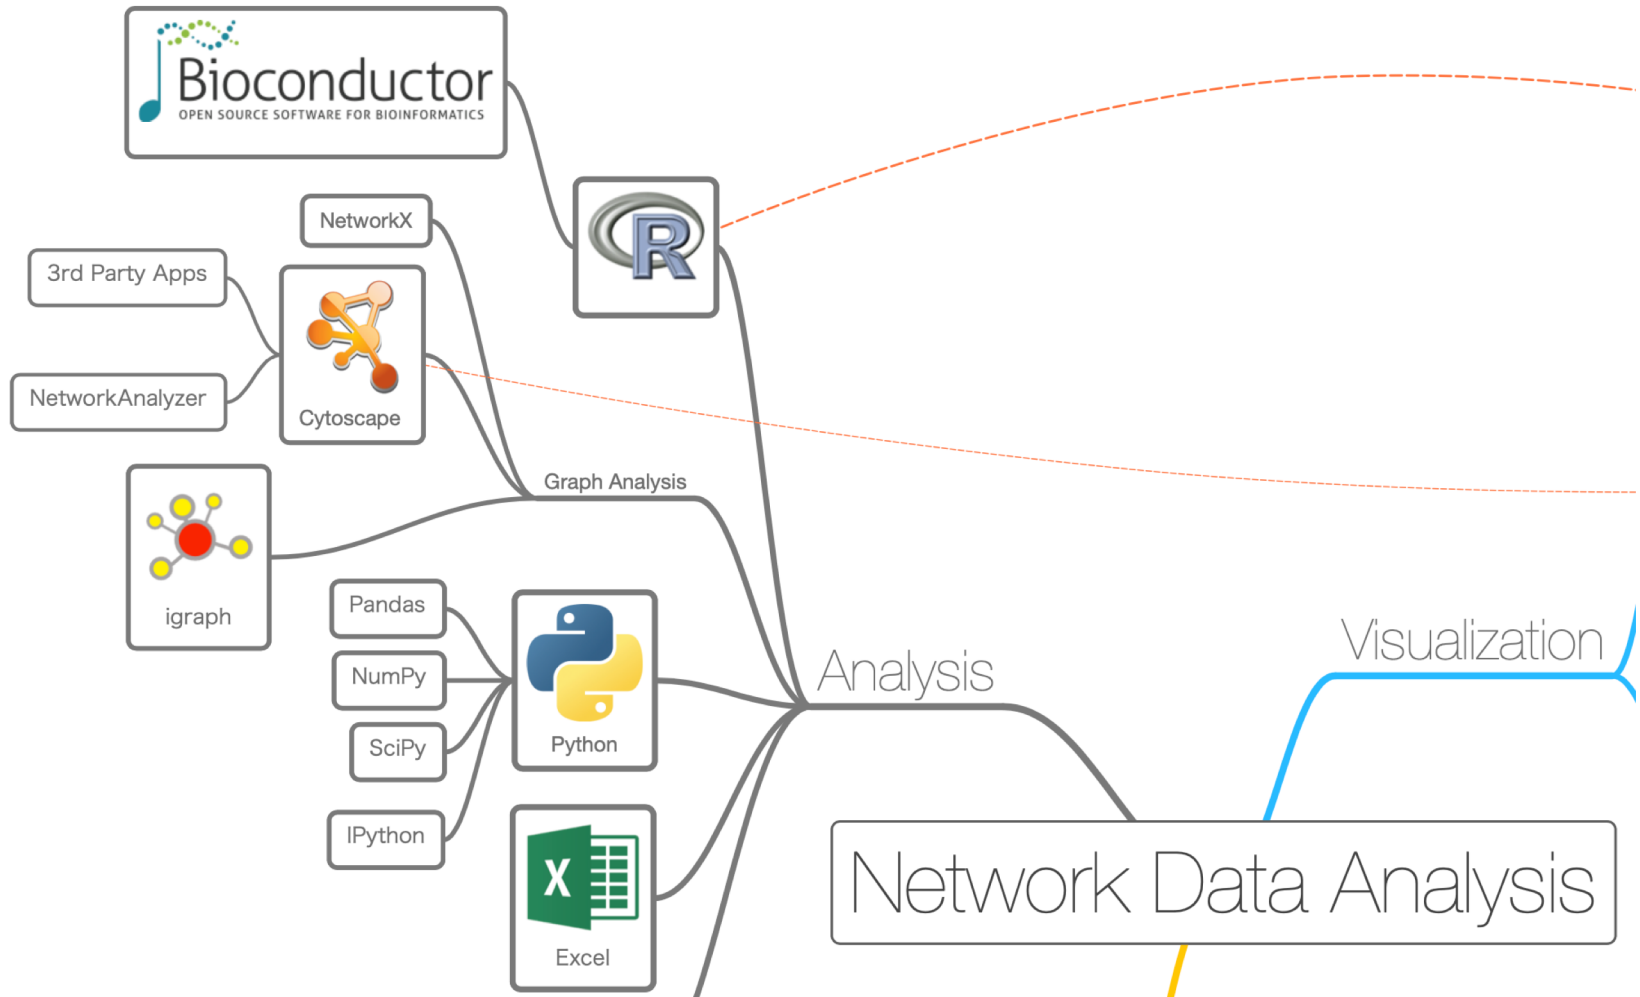 Bioconductor
OPEN SOURCE SOFTWARE FOR BIOINFORMATICS
R
NetworkX
3rd Party Apps
NetworkAnalyzer
Cytoscape
Graph Analysis
igraph
Pandas
NumPy
SciPy
IPython
Python
X
Excel
Analysis
Visualization
Network Data Analysis